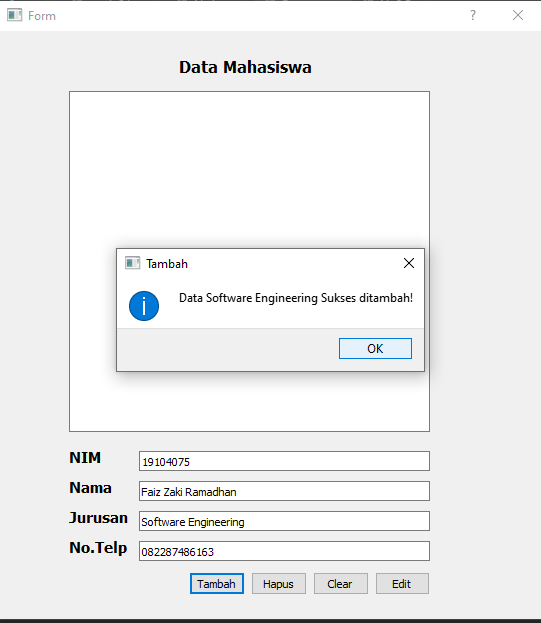 Form
Data Mahasiswa
Tambah
Data Software Engineering Sukses ditambah!
OK
NIM 19104075
Nama Faiz Zaki Ramadhan
Jurusan Software Engineering
No.Telp 082287486163
Tambah Hapus Clear Edit